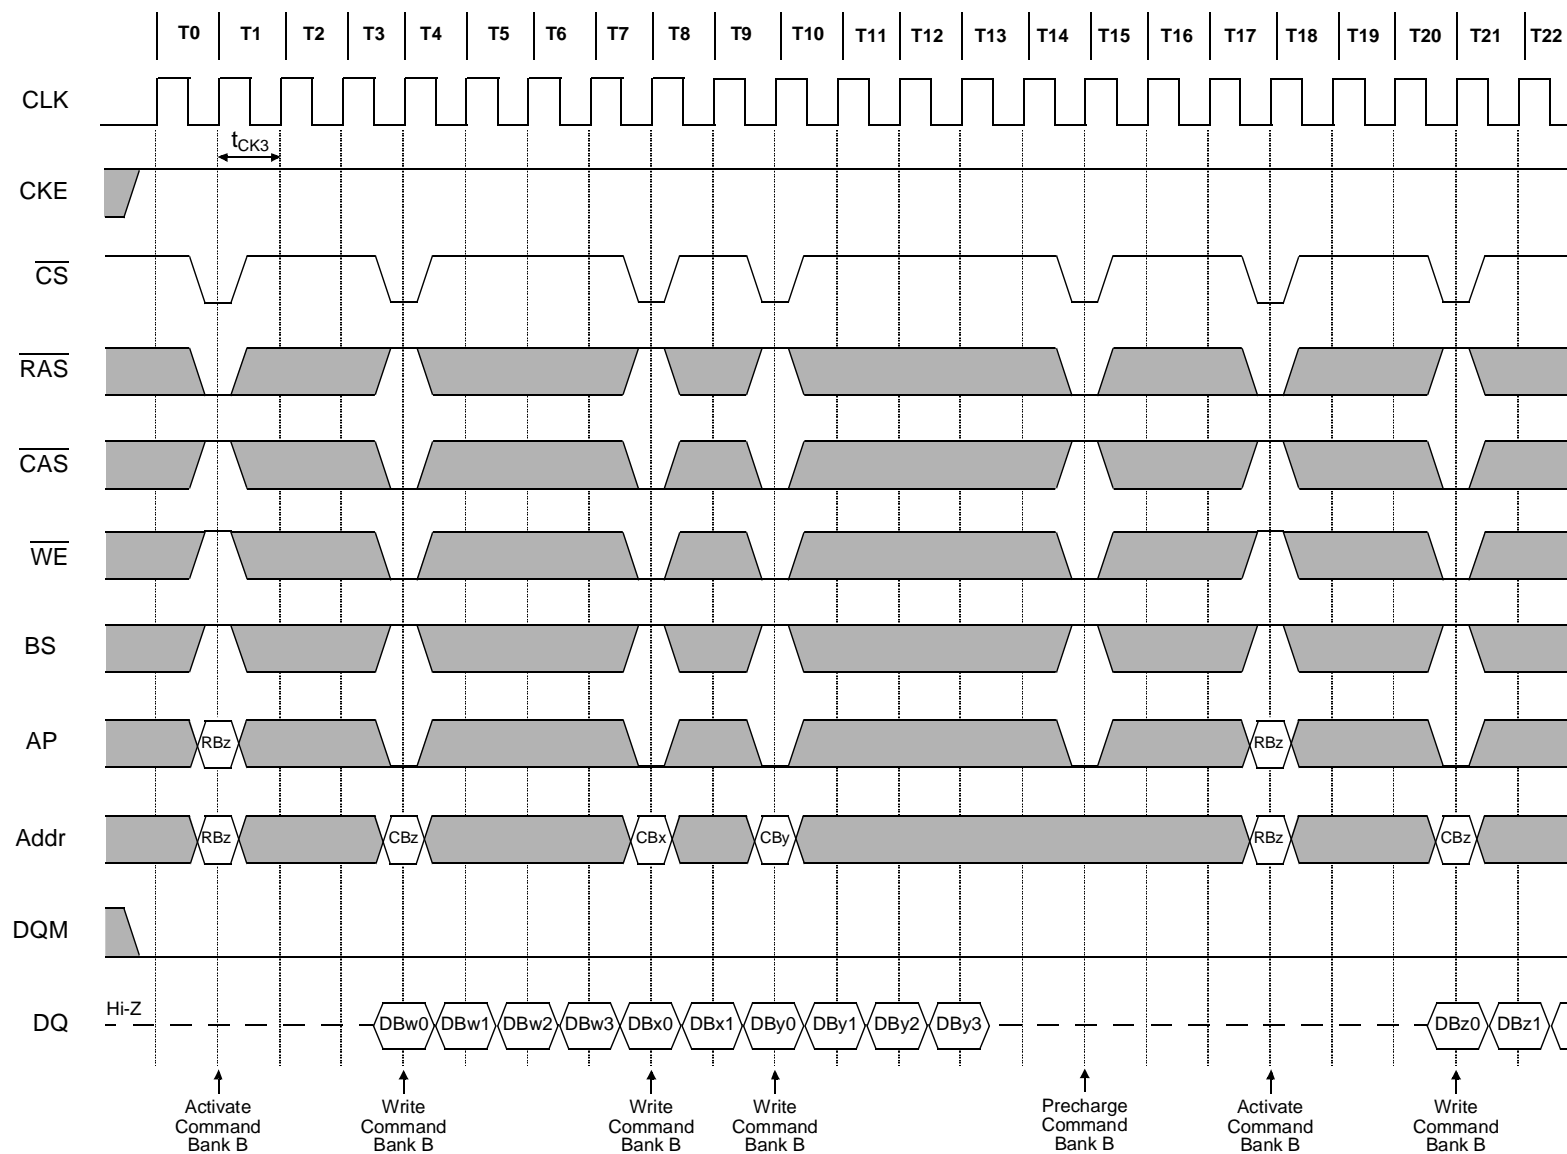 T0 T1 T2 T3 T4 T5 T6 T7 T8 T9 T10 T11 T12 T13 T14 T15 T16 T17 T18 T19 T20 T21 T22
CLK
tCK3
CKE
CS
RAS
CAS
WE
BS
AP RBz RBz
Addr RBz CBz CBx CBy RBz CBz
DQM
DQ Hi-Z DBw0 DBw1 DBw2 DBw3 DBx0 DBx1 DBy0 DBy1 DBy2 DBy3 DBz0 DBz1
Activate Command Bank B
Write Command Bank B
Write Command Bank B
Write Command Bank B
Precharge Command Bank B
Activate Command Bank B
Write Command Bank B